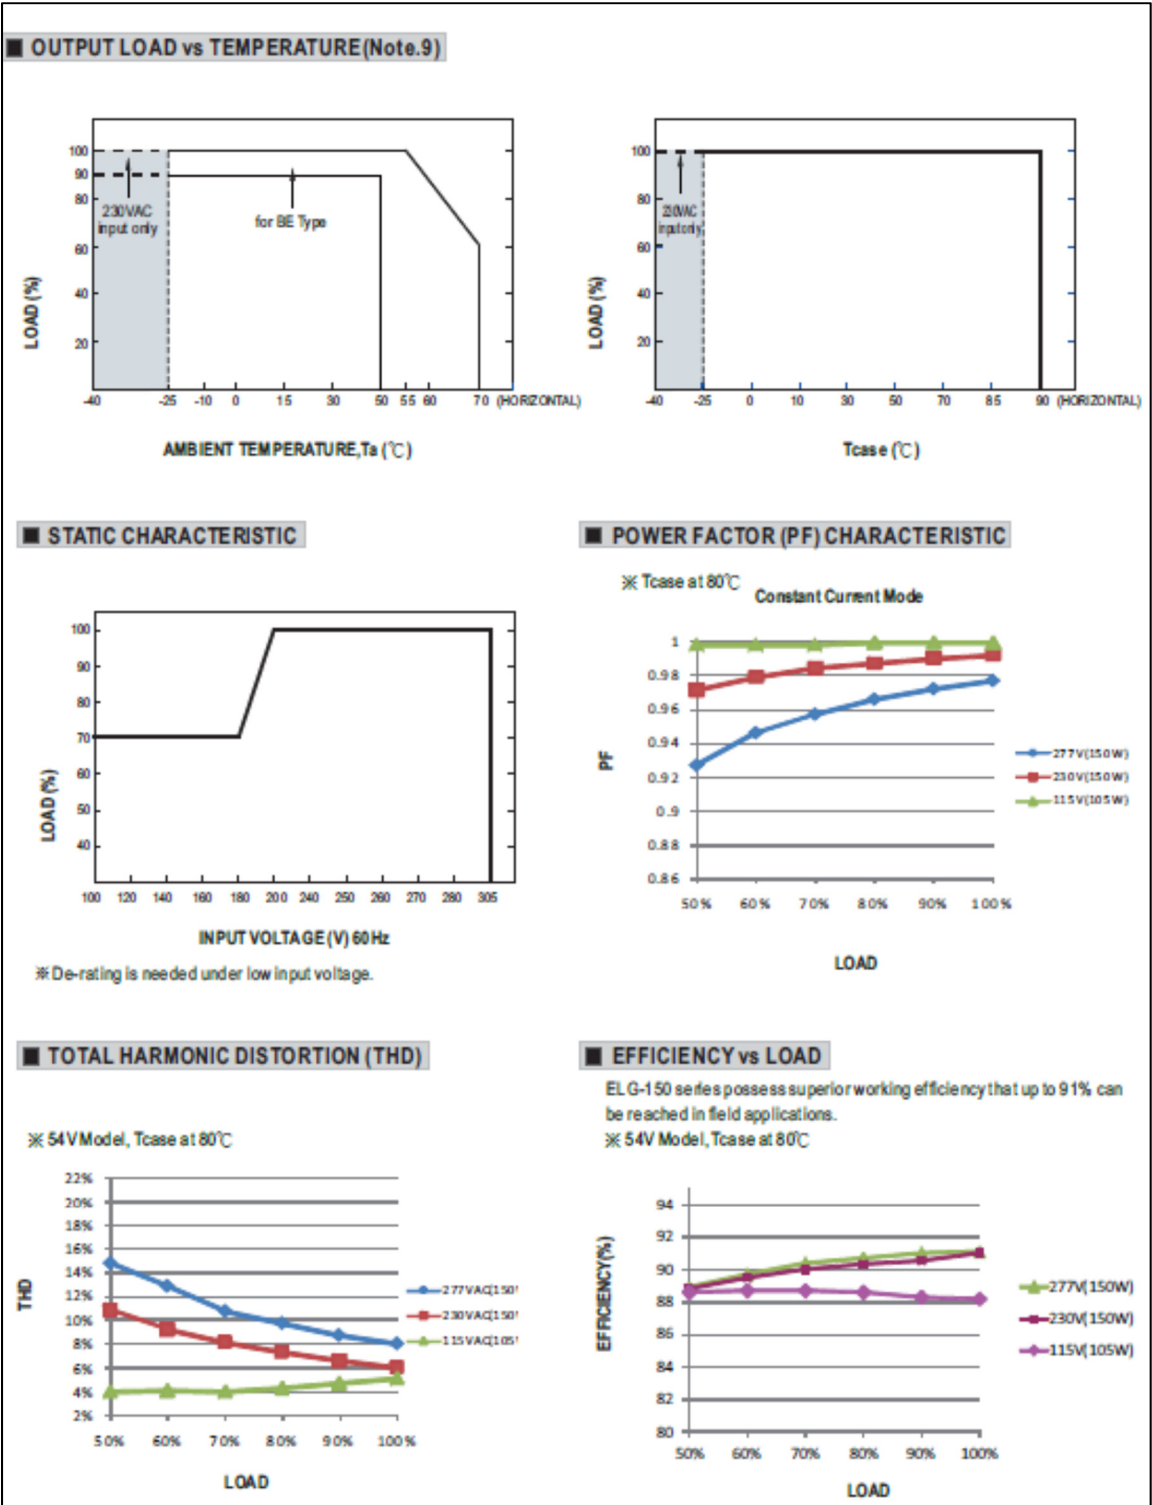 ■ OUTPUT LOAD vs TEMPERATURE(Note.9)
100
90
80
60
40
20
230VAC
input only
for BE Type
LOAD (%)
-40 -25 -10 0 15 30 50 55 60 70 (HORIZONTAL)
AMBIENT TEMPERATURE,Ta (℃)
100
80
60
40
20
230VAC
input only
LOAD (%)
-40 -25 0 10 30 50 70 85 90 (HORIZONTAL)
Tcase (℃)
■ STATIC CHARACTERISTIC
100
90
80
70
60
50
40
LOAD (%)
100 120 140 160 180 200 240 250 260 270 280 305
INPUT VOLTAGE (V) 60Hz
※ De-rating is needed under low input voltage.
■ POWER FACTOR (PF) CHARACTERISTIC
※ Tcase at 80℃
Constant Current Mode
1
0.98
0.96
0.94
0.92
0.9
0.88
0.86
PF
50% 60% 70% 80% 90% 100%
LOAD
277V(150W)
230V(150W)
115V(105W)
■ TOTAL HARMONIC DISTORTION (THD)
※ 54V Model, Tcase at 80℃
22%
20%
18%
16%
14%
12%
10%
8%
6%
4%
2%
THD
50% 60% 70% 80% 90% 100%
LOAD
277VAC(150
230VAC(150
115VAC(105
■ EFFICIENCY vs LOAD
ELG-150 series possess superior working efficiency that up to 91% can
be reached in field applications.
※ 54V Model, Tcase at 80℃
94
92
90
88
86
84
82
80
EFFICIENCY(%)
50% 60% 70% 80% 90% 100%
LOAD
277V(150W)
230V(150W)
115V(105W)